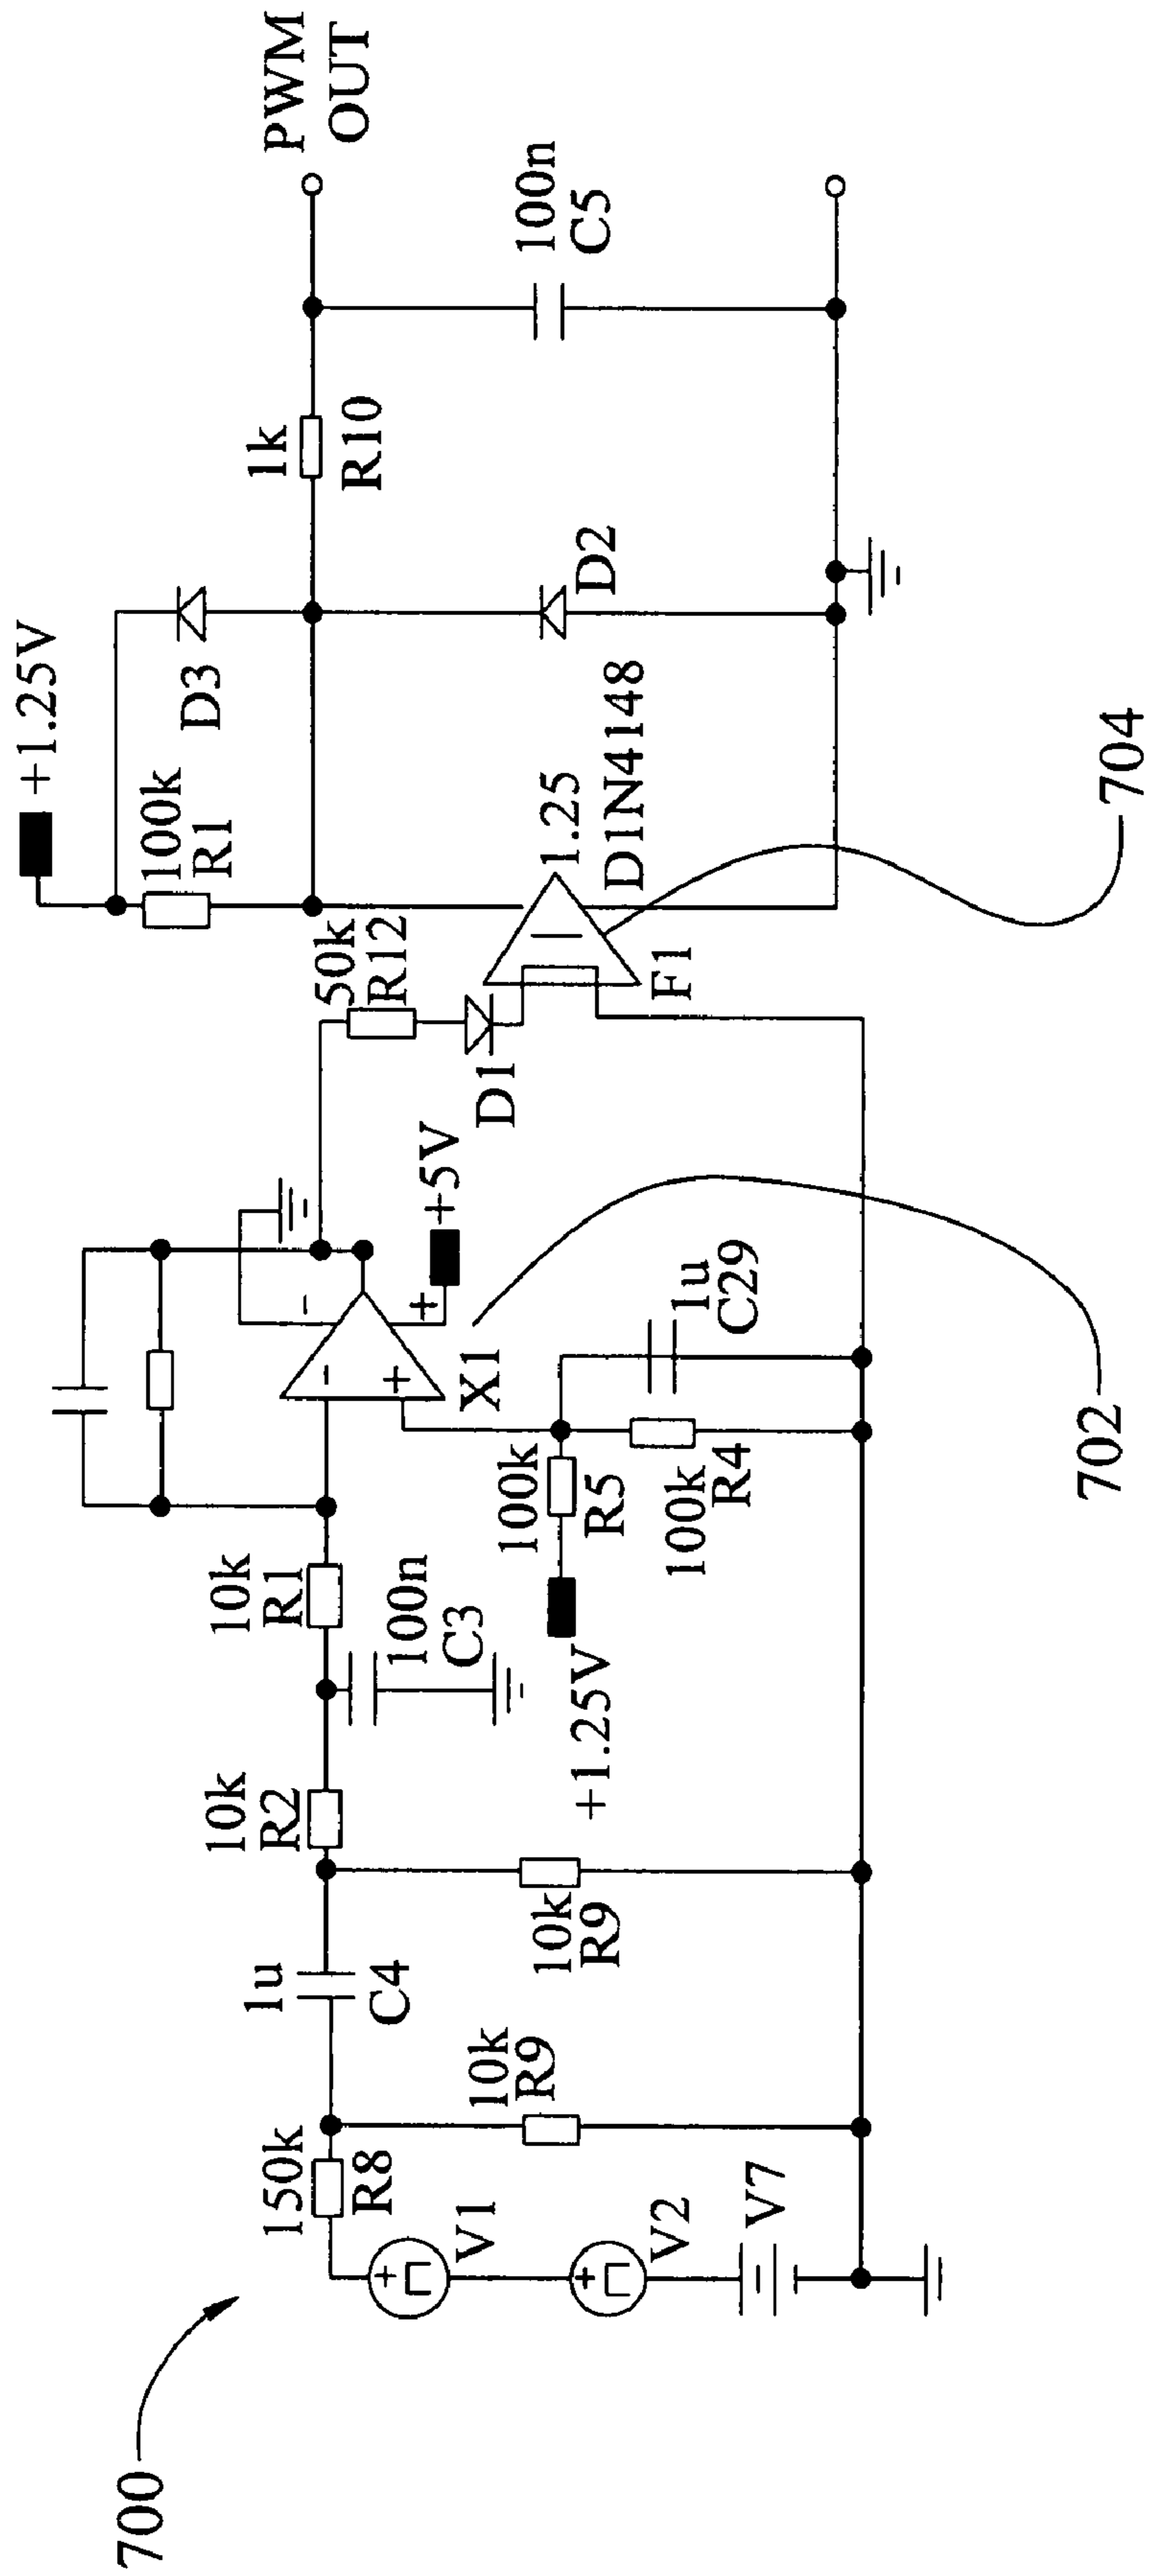 700
150k
R8
V1
V2
V7
10k
R9
1u
C4
10k
R9
10k
R2
100n
C3
10k
R1
+1.25V
100k
R5
100k
R4
1u
C29
-
+
-
+
X1
+5V
702
50k
R12
D1
F1
1.25
D1N4148
704
+1.25V
100k
R1
D3
D2
1k
R10
100n
C5
PWM
OUT